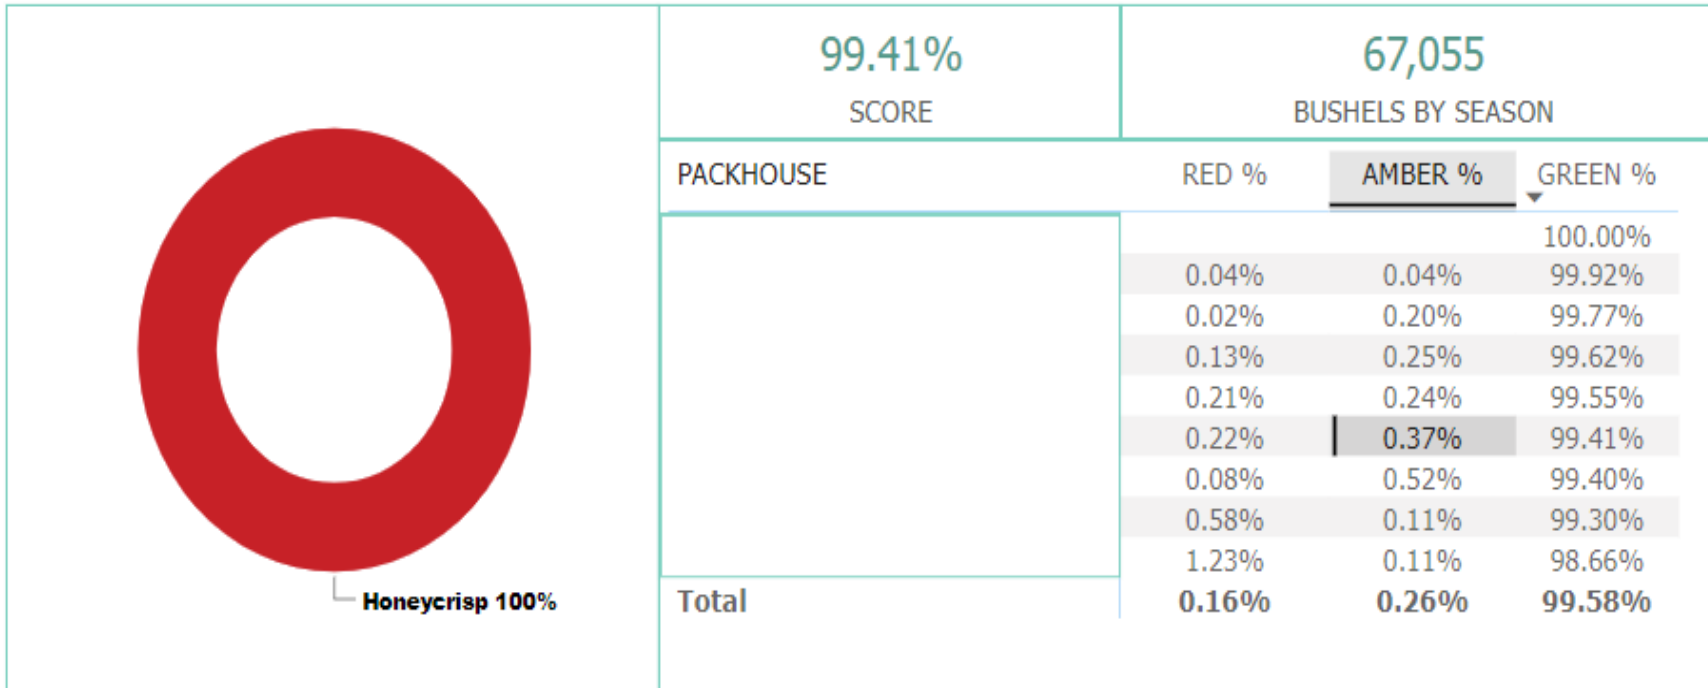 99.41%
SCORE
67,055
BUSHELS BY SEASON
PACKHOUSE RED % AMBER % GREEN %
100.00%
0.04% 0.04% 99.92%
0.02% 0.20% 99.77%
0.13% 0.25% 99.62%
0.21% 0.24% 99.55%
0.22% 0.37% 99.41%
0.08% 0.52% 99.40%
0.58% 0.11% 99.30%
1.23% 0.11% 98.66%
Total 0.16% 0.26% 99.58%
Honeycrisp 100%